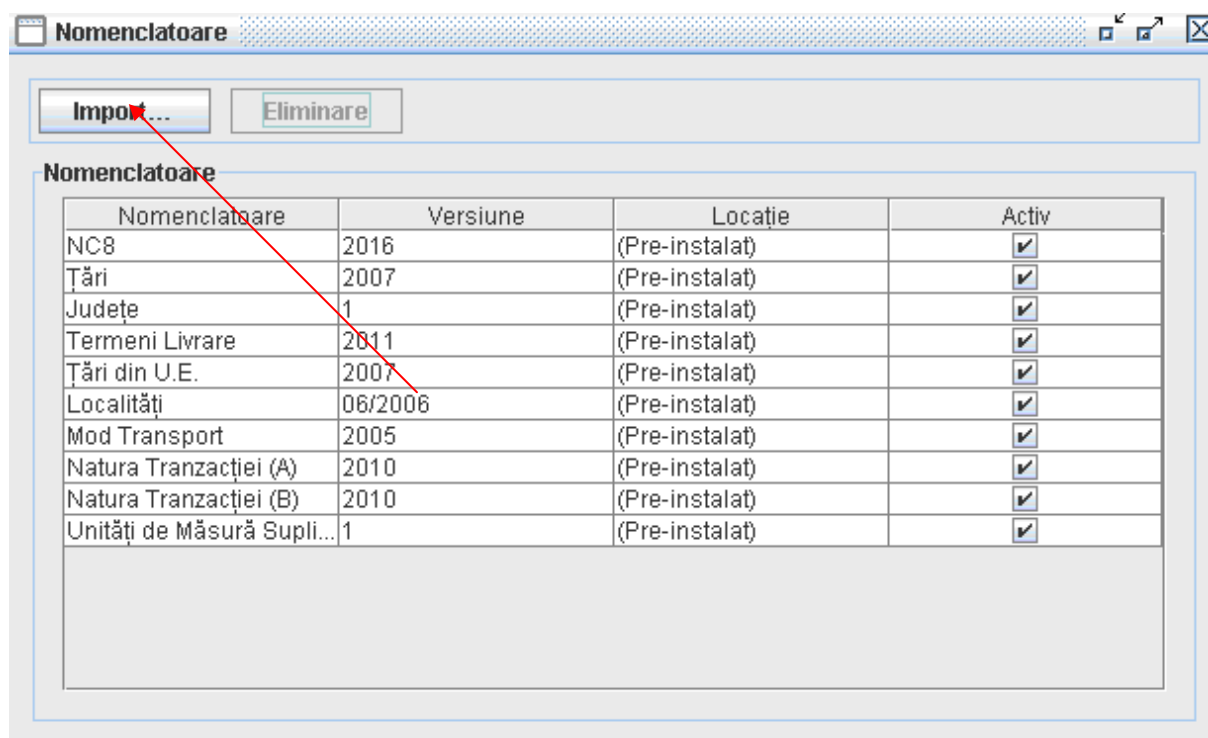 Nomenclatoare
Import... Eliminare
Nomenclatoare
Nomenclatoare Versiune Locație Activ
NC8 2016 (Pre-instalat)
Țări 2007 (Pre-instalat)
Județe 1 (Pre-instalat)
Termeni Livrare 2011 (Pre-instalat)
Țări din U.E. 2007 (Pre-instalat)
Localități 06/2006 (Pre-instalat)
Mod Transport 2005 (Pre-instalat)
Natura Tranzacției (A) 2010 (Pre-instalat)
Natura Tranzacției (B) 2010 (Pre-instalat)
Unități de Măsură Supli... 1 (Pre-instalat)